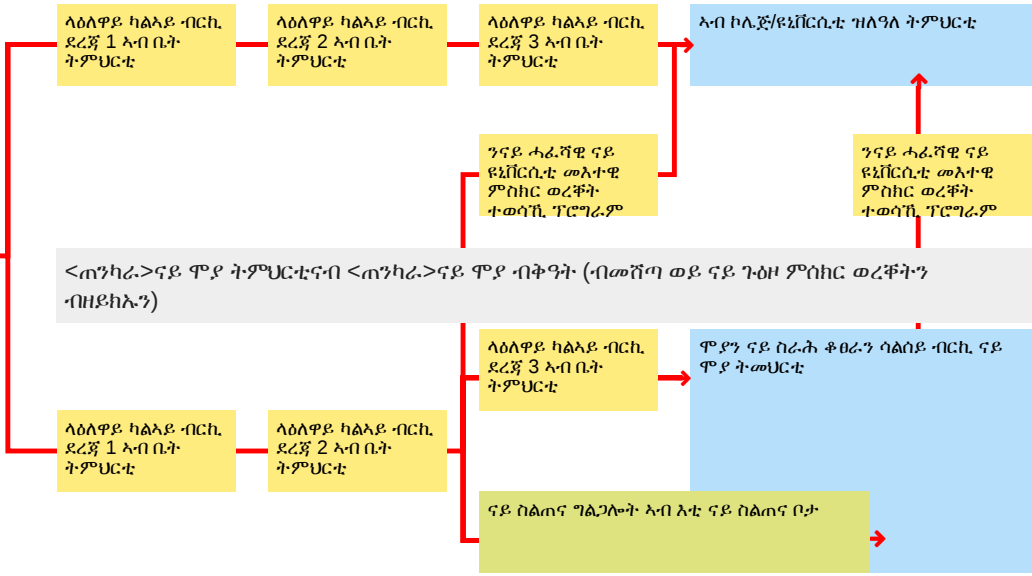 ላዕለዋይ ካልኣይ ብርኪ
ደረጃ 1 ኣብ ቤት
ትምህርቲ
ላዕለዋይ ካልኣይ ብርኪ
ደረጃ 2 ኣብ ቤት
ትምህርቲ
ላዕለዋይ ካልኣይ ብርኪ
ደረጃ 3 ኣብ ቤት
ትምህርቲ
ኣብ ኮሌጅ/ዩኒቨርሲቲ ዝለዓለ ትምህርቲ
ንናይ ሓፈሻዊ ናይ
ዩኒቨርሲቲ መእተዊ
ምስክር ወረቐት
ተወሳኺ ፕሮግራም
ንናይ ሓፈሻዊ ናይ
ዩኒቨርሲቲ መእተዊ
ምስክር ወረቐት
ተወሳኺ ፕሮግራም
<ጠንካራ>ናይ ሞያ ትምህርቲናብ <ጠንካራ>ናይ ሞያ ብቅዓት (ብመሸጣ ወይ ናይ ጉዕዞ ምሰክር ወረቐትን
ብዘይክኡን)
ላዕለዋይ ካልኣይ ብርኪ
ደረጃ 3 ኣብ ቤት
ትምህርቲ
ሞያን ናይ ስራሕ ቆፀራን ሳልሰይ ብርኪ ናይ
ሞያ ትመህርቲ
ላዕለዋይ ካልኣይ ብርኪ
ደረጃ 1 ኣብ ቤት
ትምህርቲ
ላዕለዋይ ካልኣይ ብርኪ
ደረጃ 2 ኣብ ቤት
ትምህርቲ
ናይ ስልጠና ግልጋሎት ኣብ እቲ ናይ ስልጠና ቦታ